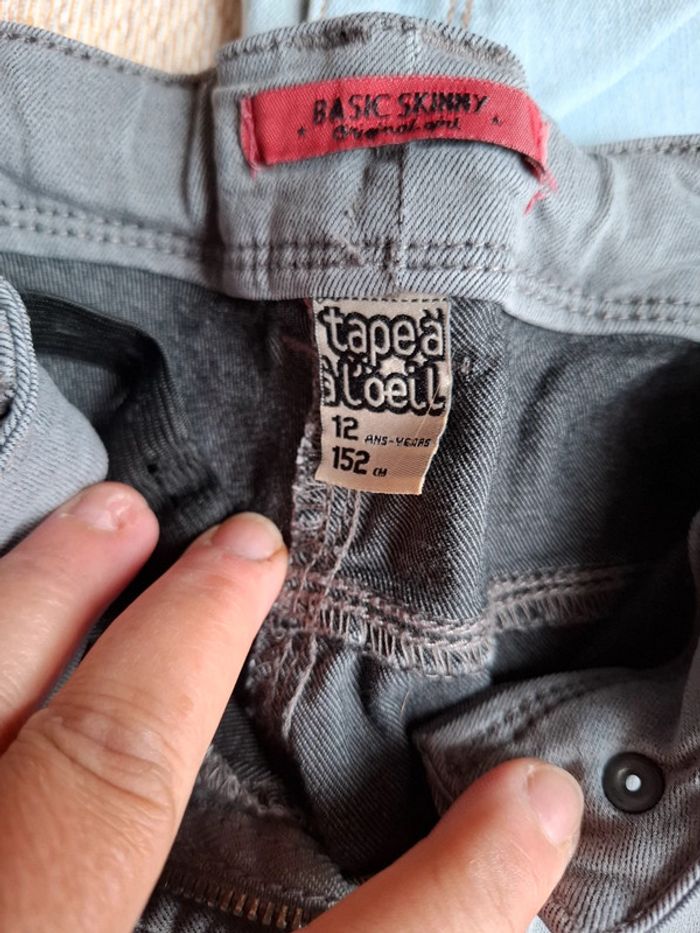 BASIC SKINNY
Original girl
tape à
à l'oeil
12 ANS-YEARS
152 CM